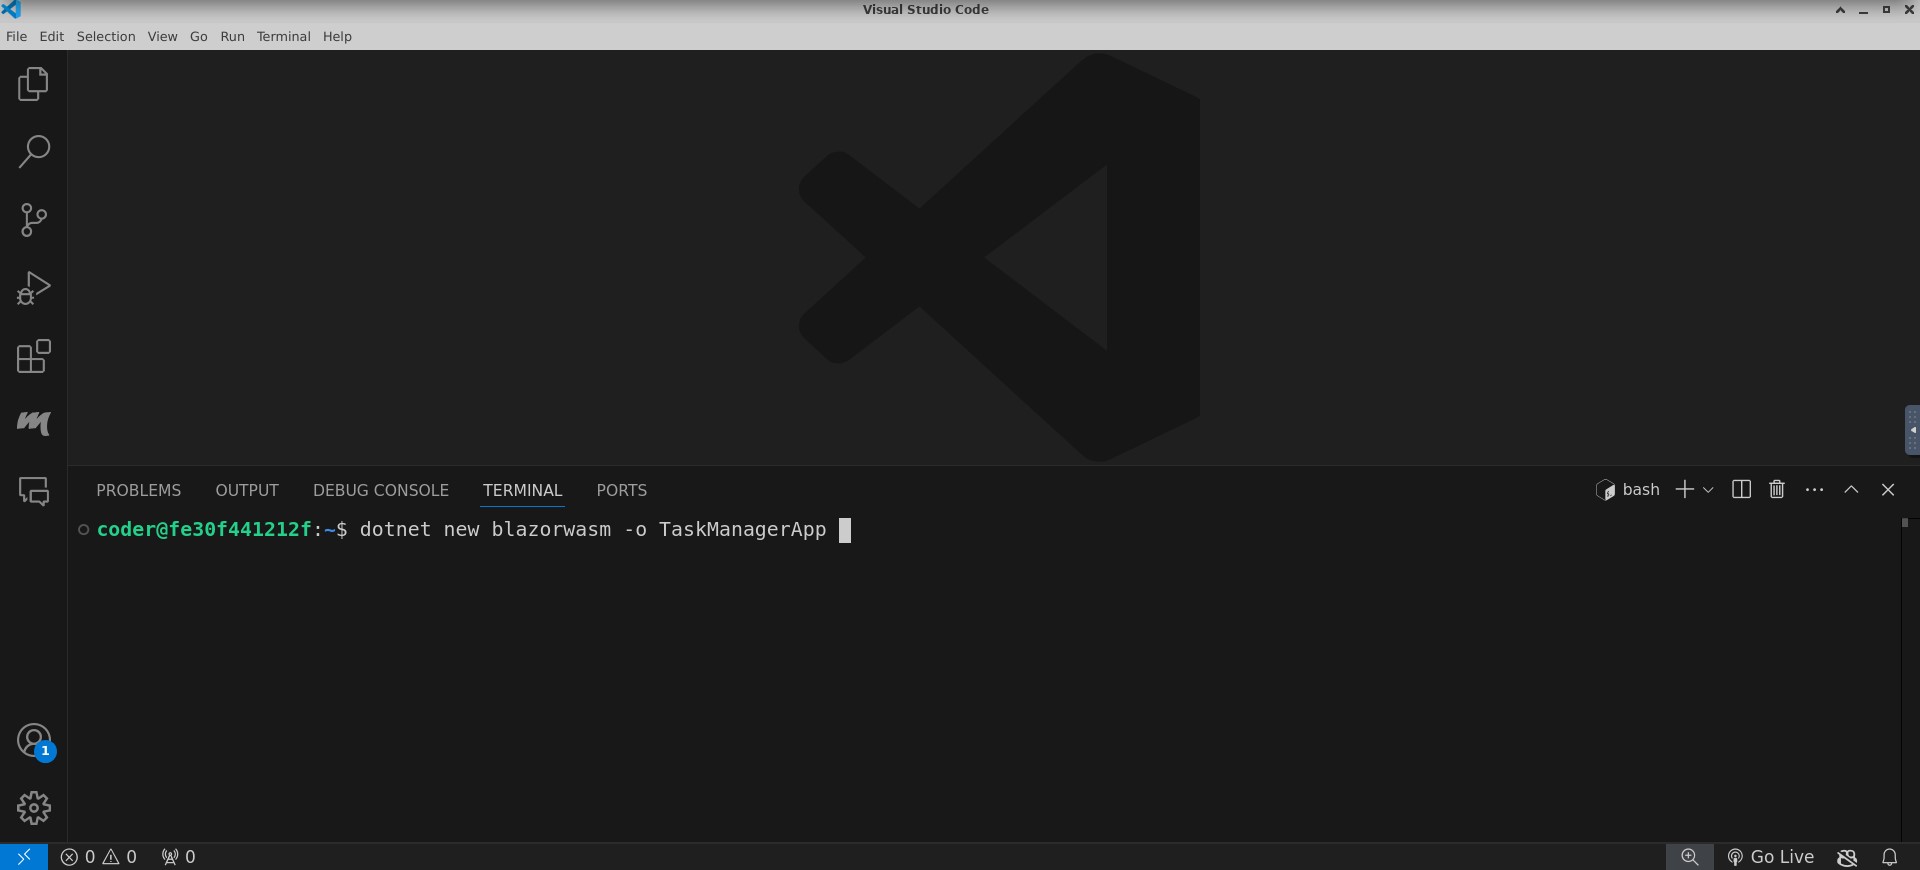 Visual Studio Code
File Edit Selection View Go Run Terminal Help
PROBLEMS OUTPUT DEBUG CONSOLE TERMINAL PORTS bash
coder@fe30f441212f:~$ dotnet new blazorwasm -o TaskManagerApp
1
0 0 0 Go Live